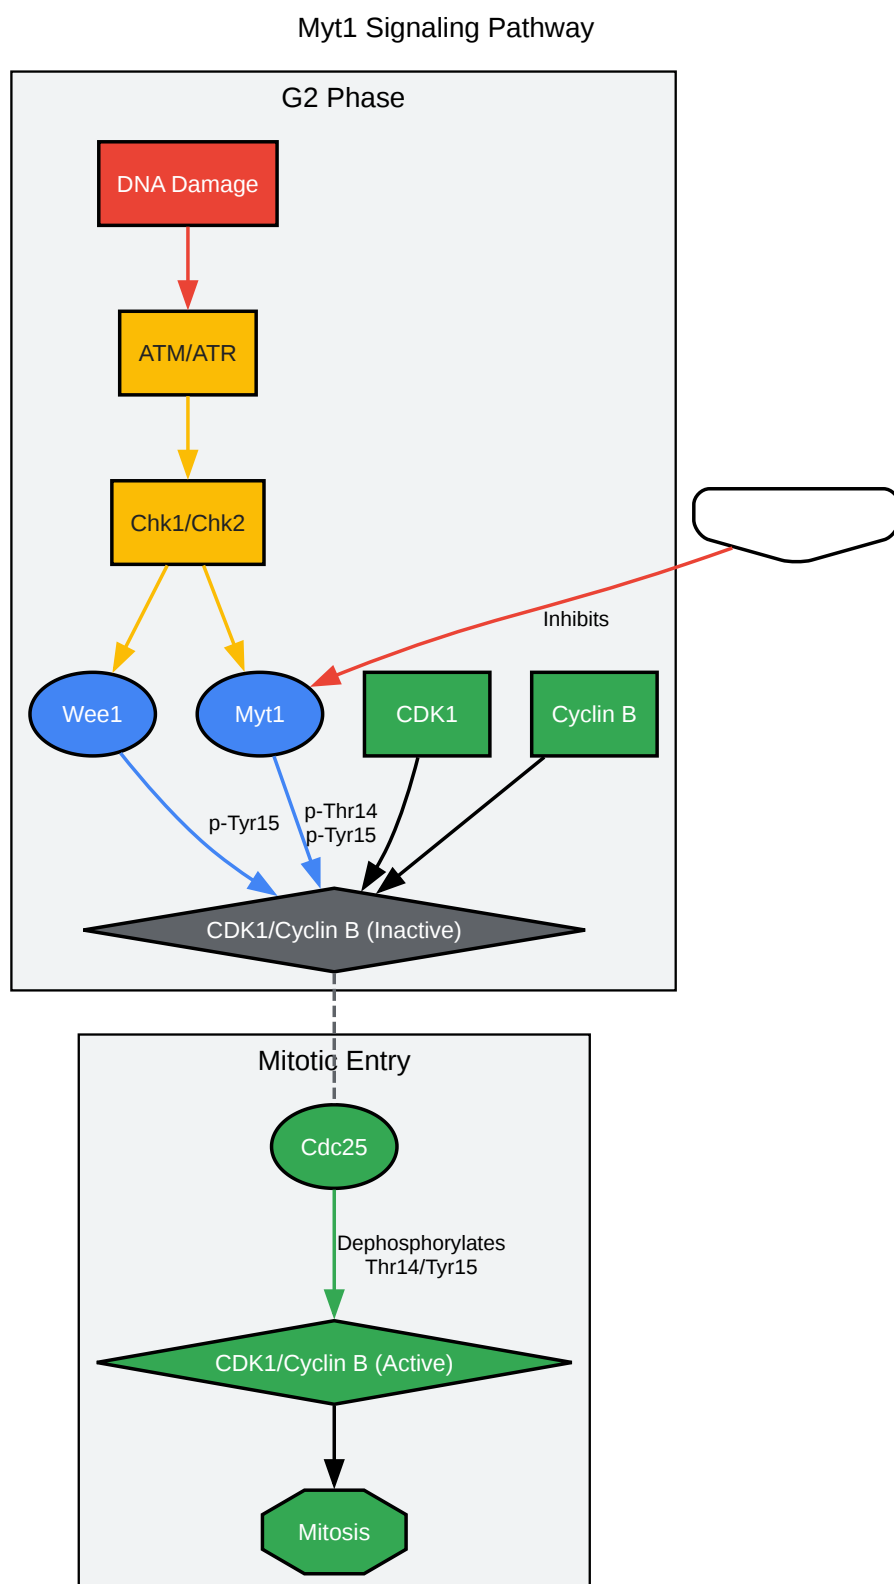 Myt1 Signaling Pathway
G2 Phase
DNA Damage
ATM/ATR
Chk1/Chk2
Inhibits
Wee1
Myt1
CDK1
Cyclin B
p-Tyr15
p-Thr14
p-Tyr15
CDK1/Cyclin B (Inactive)
Mitotic Entry
Cdc25
Dephosphorylates
Thr14/Tyr15
CDK1/Cyclin B (Active)
Mitosis